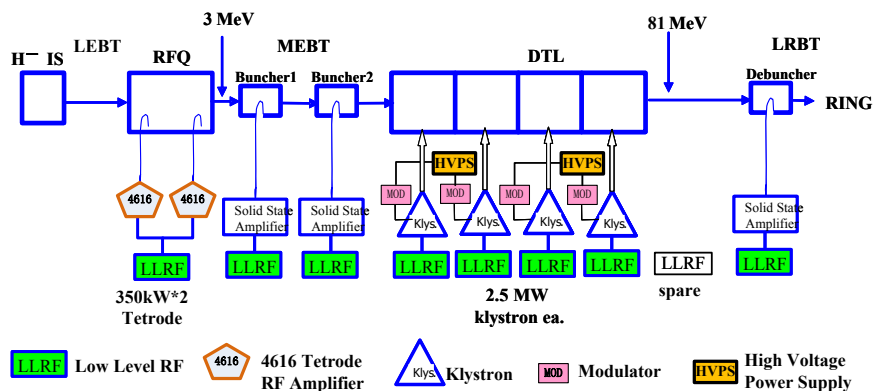 3 MeV
81 MeV
LEBT
MEBT
LRBT
H— IS
RFQ
Buncher1
Buncher2
DTL
Debuncher
RING
HVPS
HVPS
MOD
MOD
MOD
MOD
4616
4616
Solid State
Amplifier
Solid State
Amplifier
Klys.
Klys.
Klys.
Klys.
Solid State
Amplifier
LLRF
LLRF
LLRF
LLRF
LLRF
LLRF
LLRF
LLRF
LLRF
350kW*2
Tetrode
2.5 MW
klystron ea.
spare
LLRF
Low Level RF
4616
4616 Tetrode
RF Amplifier
Klys.
Klystron
MOD
Modulator
HVPS
High Voltage
Power Supply